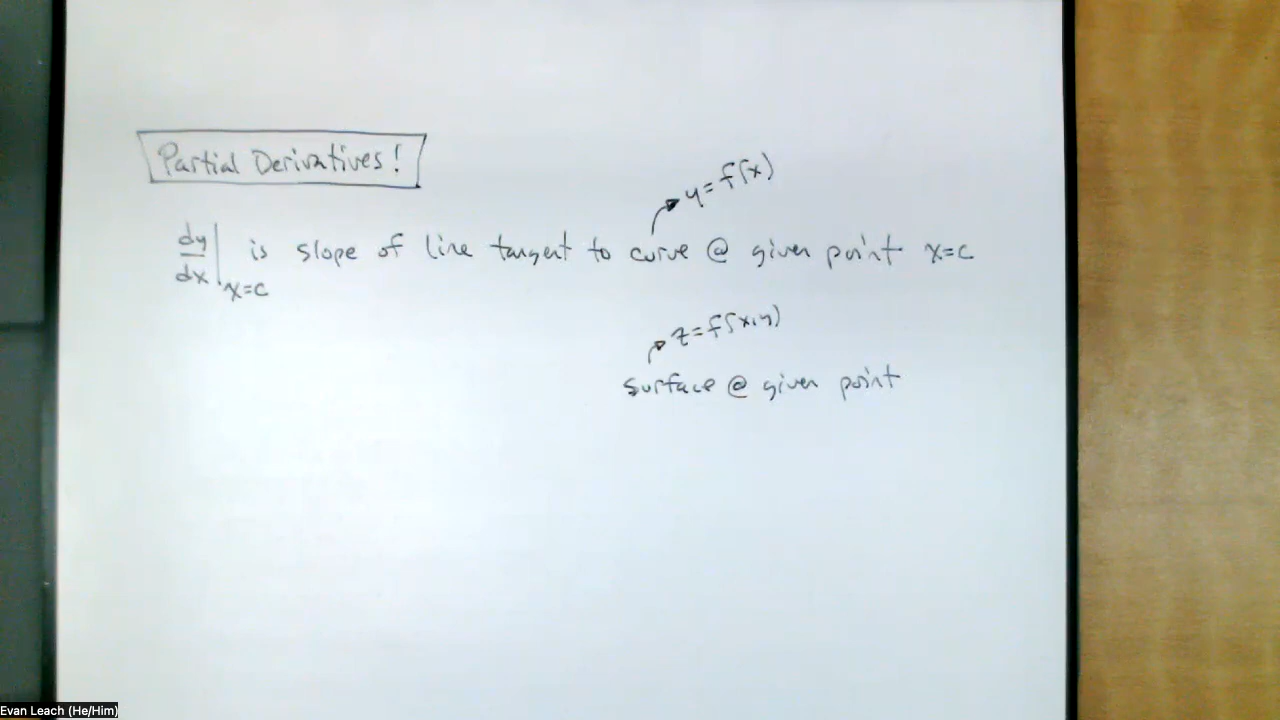 Partial Derivatives!
y=f(x)
dy/dx|x=c is slope of line tangent to curve @ given point x=c
z=f(x,y)
surface @ given point
Evan Leach (He/Him)